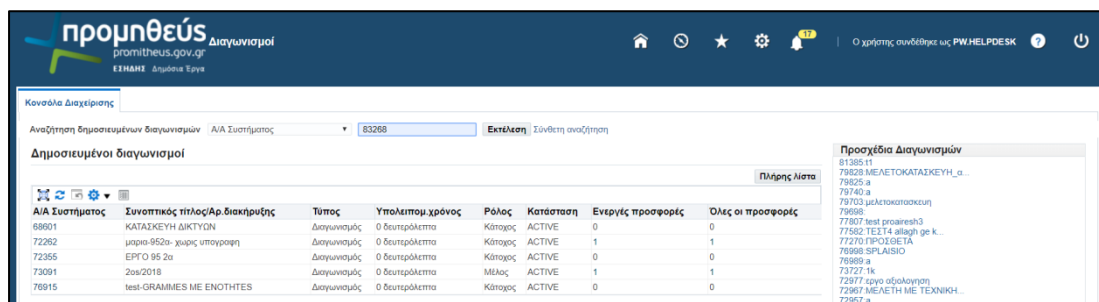 προμηθεύς Διαγωνισμοί
promitheus.gov.gr
ΕΣΗΔΗΣ Δημόσια Έργα
17
Ο χρήστης συνδέθηκε ως PW.HELPDESK ?
Κονσόλα Διαχείρισης
Αναζήτηση δημοσιευμένων διαγωνισμών Α/Α Συστήματος 83268 Εκτέλεση Σύνθετη αναζήτηση
Δημοσιευμένοι διαγωνισμοί
Πλήρης λίστα
Α/Α Συστήματος Συνοπτικός τίτλος/Αρ.διακήρυξης Τύπος Υπολειπομ.χρόνος Ρόλος Κατάσταση Ενεργές προσφορές Όλες οι προσφορές
68601 ΚΑΤΑΣΚΕΥΗ ΔΙΚΤΥΩΝ Διαγωνισμός 0 δευτερόλεπτα Κάτοχος ACTIVE 0 0
72262 μαρια-952α- χωρις υπογραφη Διαγωνισμός 0 δευτερόλεπτα Κάτοχος ACTIVE 1 1
72355 ΕΡΓΟ 95 2α Διαγωνισμός 0 δευτερόλεπτα Κάτοχος ACTIVE 0 0
73091 2os/2018 Διαγωνισμός 0 δευτερόλεπτα Μέλος ACTIVE 1 1
76915 test-GRAMMES ME ENOTHTES Διαγωνισμός 0 δευτερόλεπτα Κάτοχος ACTIVE 0 0
Προσχέδια Διαγωνισμών
81385:t1
79828:ΜΕΛΕΤΟΚΑΤΑΣΚΕΥΗ_α...
79825:a
79740:a
79703:μελετοκατασκευη
79698:
77807:test proairesh3
77582:ΤΕΣΤ4 allagh ge k...
77270:ΠΡΟΣΘΕΤΑ
76998:SPLAISIO
76989:a
73727:1k
72977:εργο αξιολογηση
72967:ΜΕΛΕΤΗ ΜΕ ΤΕΧΝΙΚΗ...
72957:a